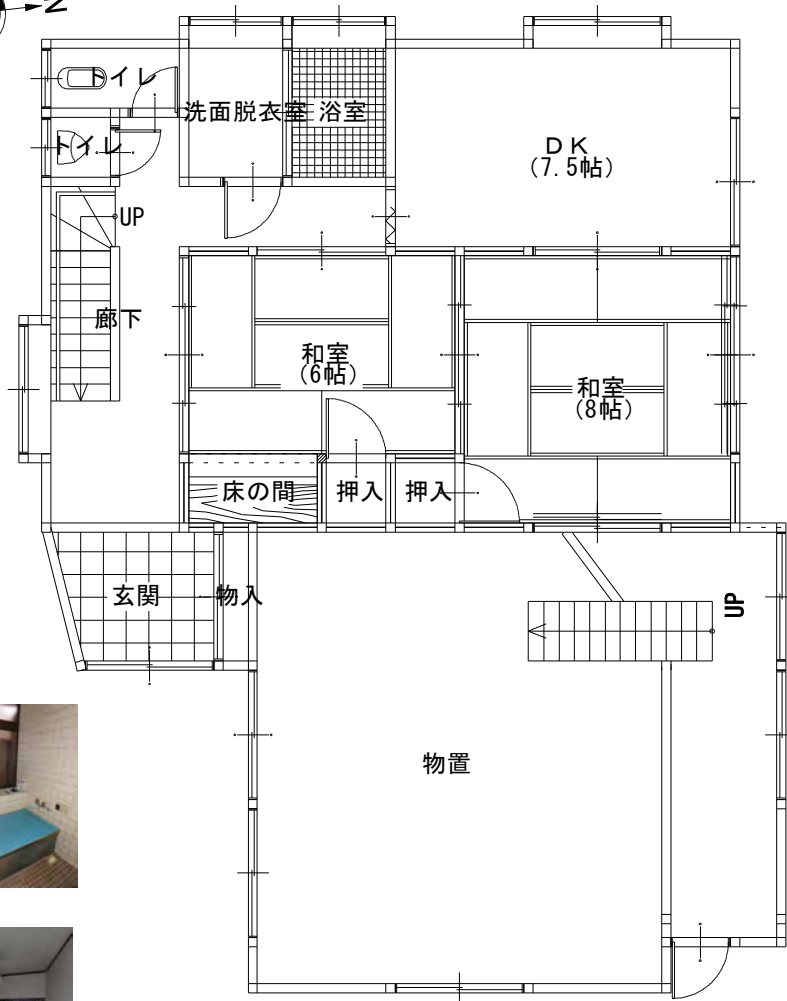 N
トイレ
洗面脱衣室
浴室
DK
(7.5帖)
トイレ
UP
廊下
和室
(6帖)
和室
(8帖)
床の間
押入
押入
玄関
物入
UP
物置